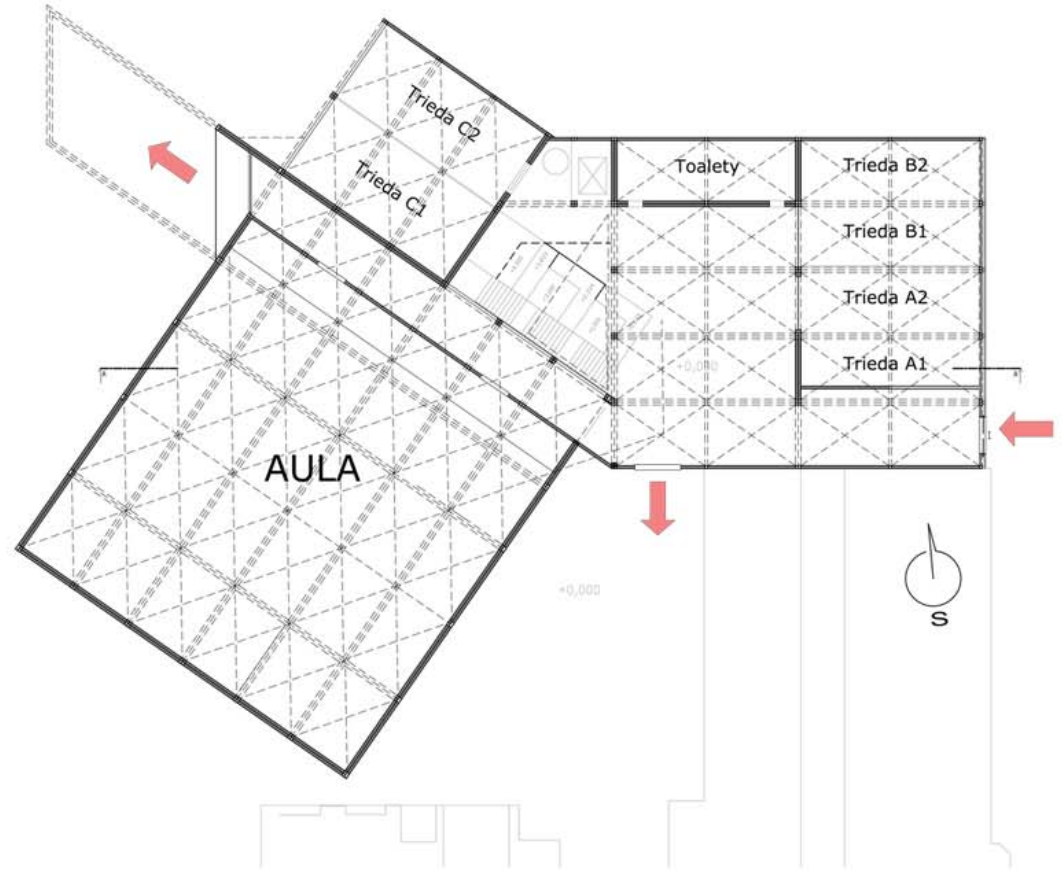 Trieda C2
Trieda C1
Toalety
Trieda B2
Trieda B1
Trieda A2
Trieda A1
+0,000
AULA
+0,000
S